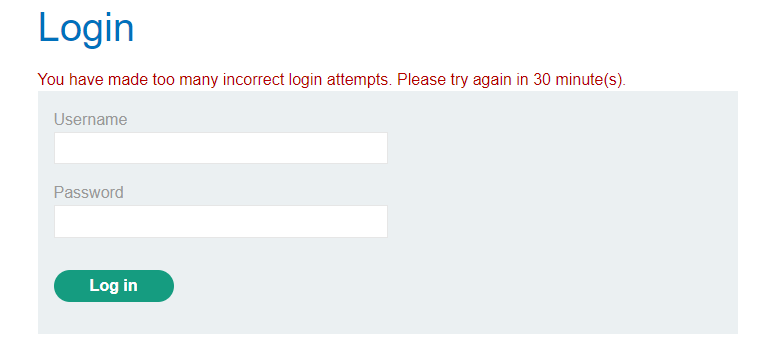 Login
You have made too many incorrect login attempts. Please try again in 30 minute(s).
Username
Password
Log in